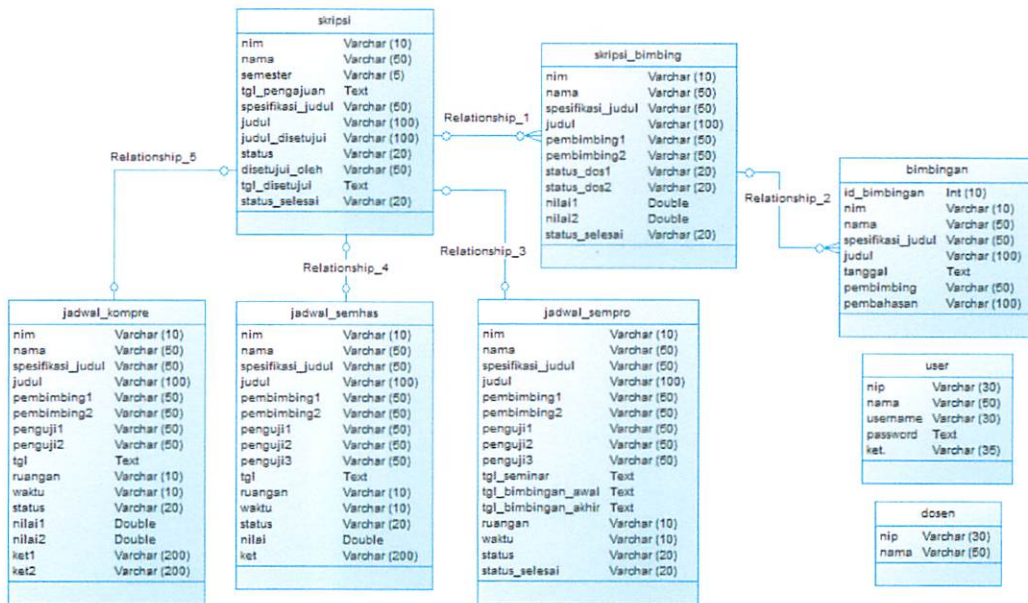 skripsi
nim Varchar (10)
nama Varchar (50)
semester Varchar (5)
tgl_pengajuan Text
spesifikasi_judul Varchar (50)
judul Varchar (100)
judul_disetujui Varchar (100)
status Varchar (20)
disetujui_oleh Varchar (50)
tgl_disetujui Text
status_selesai Varchar (20)
Relationship_1
skripsi_bimbing
nim Varchar (10)
nama Varchar (50)
spesifikasi_judul Varchar (50)
judul Varchar (100)
pembimbing1 Varchar (50)
pembimbing2 Varchar (50)
status_dos1 Varchar (20)
status_dos2 Varchar (20)
nilai1 Double
nilai2 Double
status_selesai Varchar (20)
Relationship_2
bimbingan
id_bimbingan Int (10)
nim Varchar (10)
nama Varchar (50)
spesifikasi_judul Varchar (50)
judul Varchar (100)
tanggal Text
pembimbing Varchar (50)
pembahasan Varchar (100)
Relationship_5
Relationship_4
Relationship_3
jadwal_kompre
nim Varchar (10)
nama Varchar (50)
spesifikasi_judul Varchar (50)
judul Varchar (100)
pembimbing1 Varchar (50)
pembimbing2 Varchar (50)
penguji1 Varchar (50)
penguji2 Varchar (50)
tgl Text
ruangan Varchar (10)
waktu Varchar (10)
status Varchar (20)
nilai1 Double
nilai2 Double
ket1 Varchar (200)
ket2 Varchar (200)
jadwal_semhas
nim Varchar (10)
nama Varchar (50)
spesifikasi_judul Varchar (50)
judul Varchar (100)
pembimbing1 Varchar (50)
pembimbing2 Varchar (50)
penguji1 Varchar (50)
penguji2 Varchar (50)
penguji3 Varchar (50)
tgl Text
ruangan Varchar (10)
waktu Varchar (10)
status Varchar (20)
nilai Double
ket Varchar (200)
jadwal_sempro
nim Varchar (10)
nama Varchar (50)
spesifikasi_judul Varchar (50)
judul Varchar (100)
pembimbing1 Varchar (50)
pembimbing2 Varchar (50)
penguji1 Varchar (50)
penguji2 Varchar (50)
penguji3 Varchar (50)
tgl_seminar Text
tgl_bimbingan_awal Text
tgl_bimbingan_akhir Text
ruangan Varchar (10)
waktu Varchar (10)
status Varchar (20)
status_selesai Varchar (20)
user
nip Varchar (30)
nama Varchar (50)
username Varchar (30)
password Text
ket. Varchar (35)
dosen
nip Varchar (30)
nama Varchar (50)